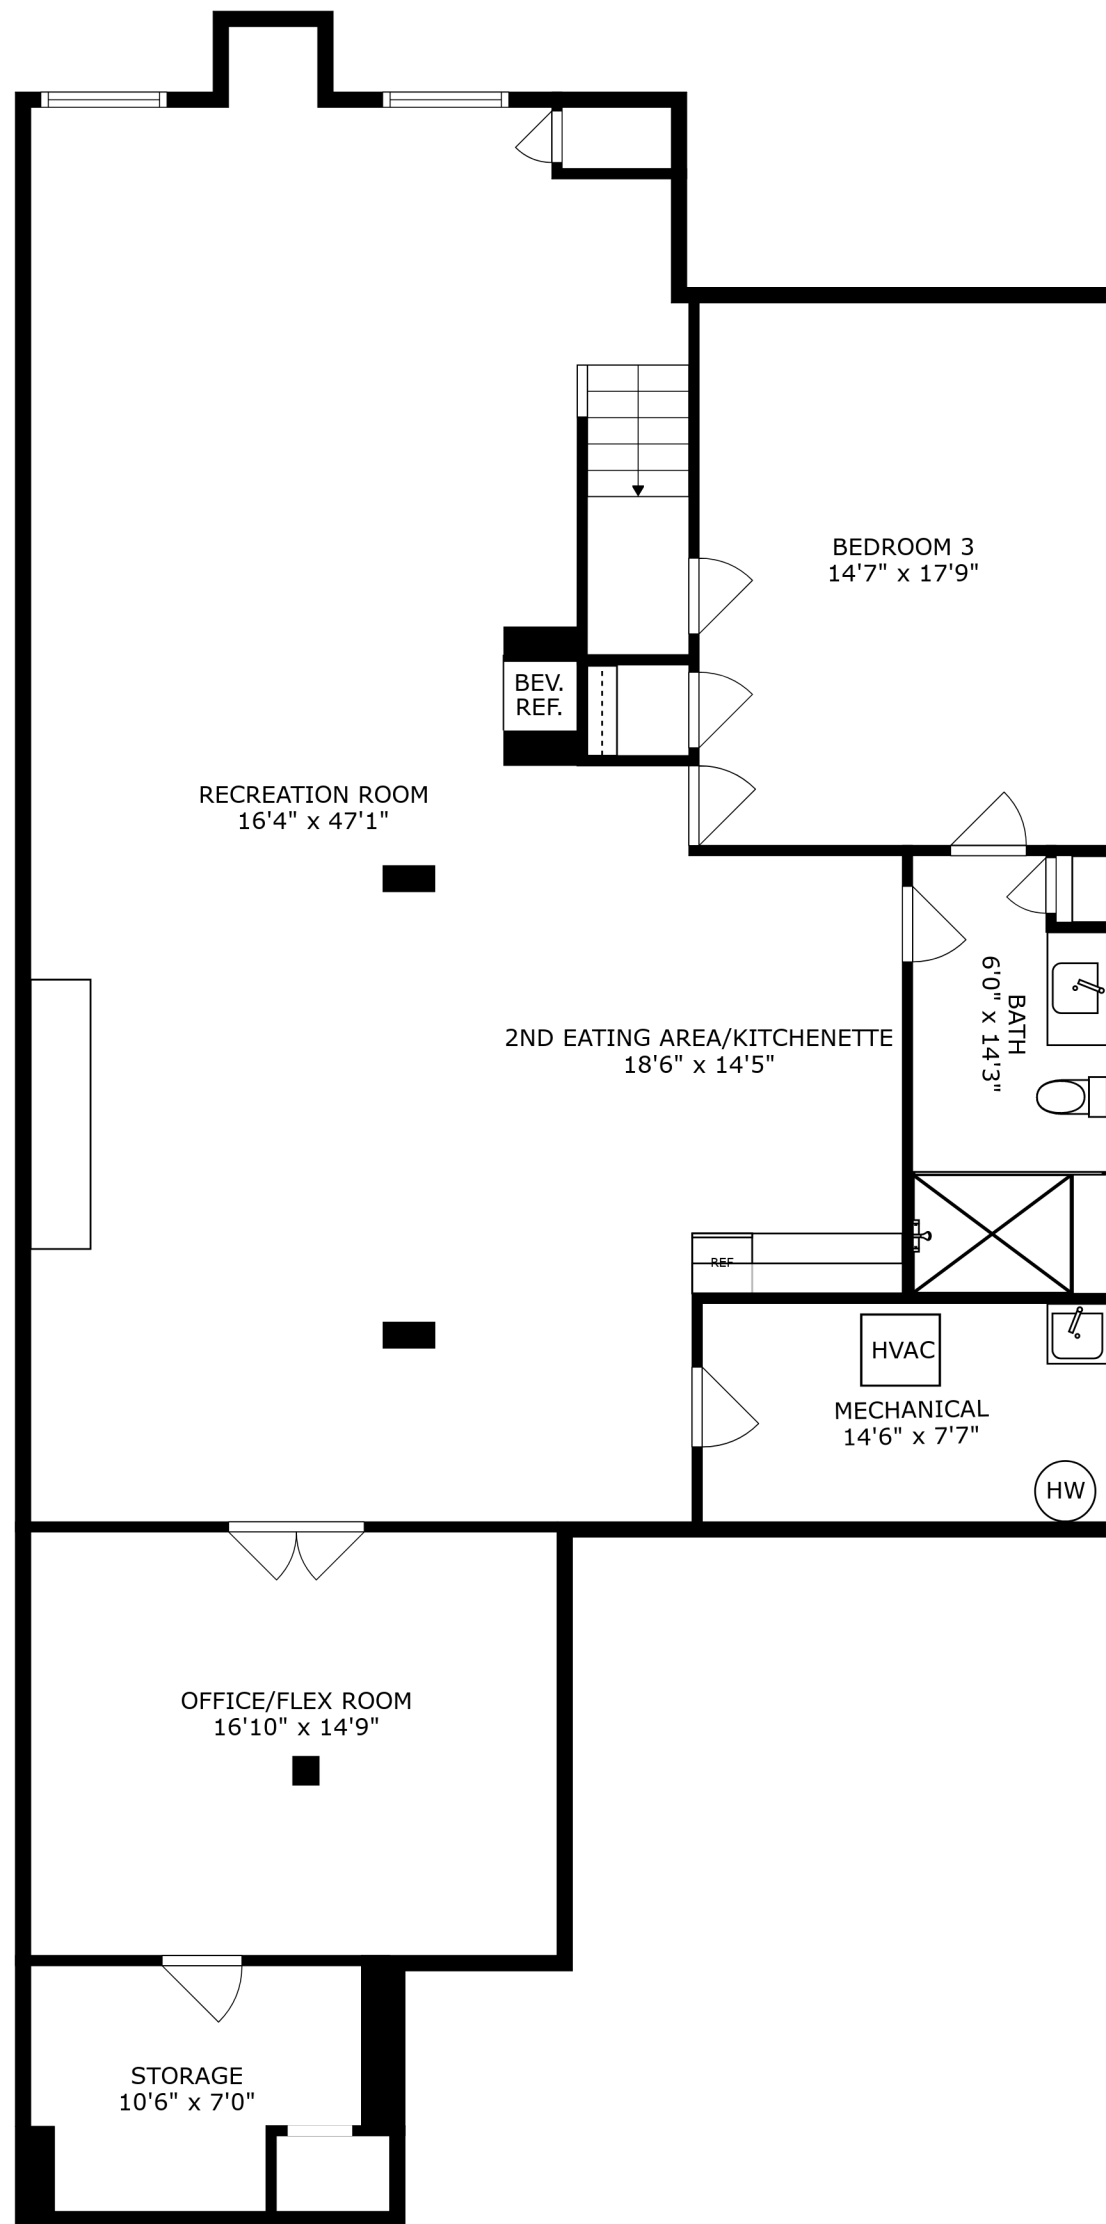 BEDROOM 3
14'7" x 17'9"
BEV.
REF.
RECREATION ROOM
16'4" x 47'1"
2ND EATING AREA/KITCHENETTE
18'6" x 14'5"
BATH
6'0" x 14'3"
REF
HVAC
MECHANICAL
14'6" x 7'7"
HW
OFFICE/FLEX ROOM
16'10" x 14'9"
STORAGE
10'6" x 7'0"